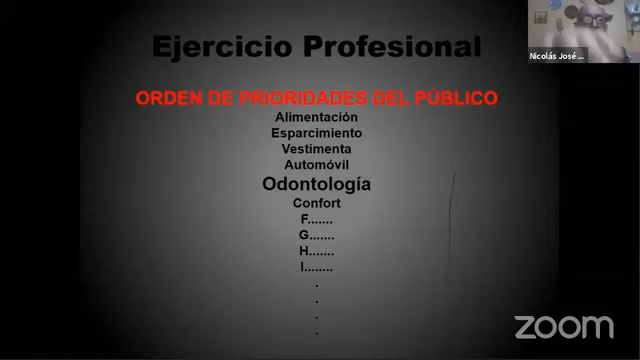 Ejercicio Profesional
Nicolás José ...
ORDEN DE PRIORIDADES DEL PÚBLICO
Alimentación
Esparcimiento
Vestimenta
Automóvil
Odontología
Confort
F.......
G.......
H.......
I........
.
.
.
.
zoom